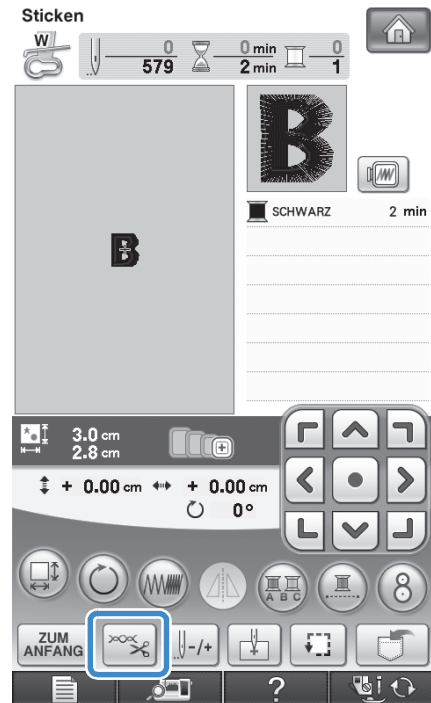 Sticken
W
0 0 min 0
579 2 min 1
B
SCHWARZ 2 min
B
3.0 cm
2.8 cm
+ 0.00 cm + 0.00 cm
0°
A B C
8
ZUM
ANFANG
-/+
?